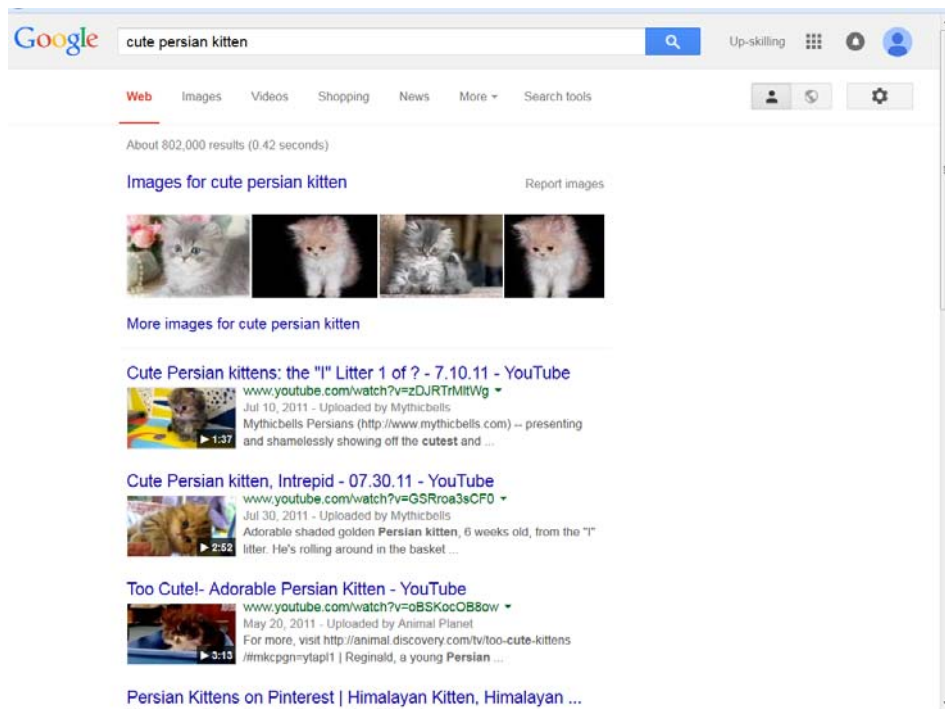 Google
cute persian kitten
Up-skilling
Web Images Videos Shopping News More Search tools
About 802,000 results (0.42 seconds)
Images for cute persian kitten
Report images
More images for cute persian kitten
Cute Persian kittens: the "I" Litter 1 of ? - 7.10.11 - YouTube
www.youtube.com/watch?v=zDJRTrMltWg
Jul 10, 2011 - Uploaded by Mythicbells
Mythicbells Persians (http://www.mythicbells.com) -- presenting
1:37
and shamelessly showing off the cutest and ...
Cute Persian kitten, Intrepid - 07.30.11 - YouTube
www.youtube.com/watch?v=GSRroa3sCF0
Jul 30, 2011 - Uploaded by Mythicbells
Adorable shaded golden Persian kitten, 6 weeks old, from the "I"
2:52
litter. He's rolling around in the basket ...
Too Cute!- Adorable Persian Kitten - YouTube
www.youtube.com/watch?v=oBSKocOB8ow
May 20, 2011 - Uploaded by Animal Planet
For more, visit http://animal.discovery.com/tv/too-cute-kittens
3:13
/#mkcpgn=ytapl1 | Reginald, a young Persian ...
Persian Kittens on Pinterest | Himalayan Kitten, Himalayan ...